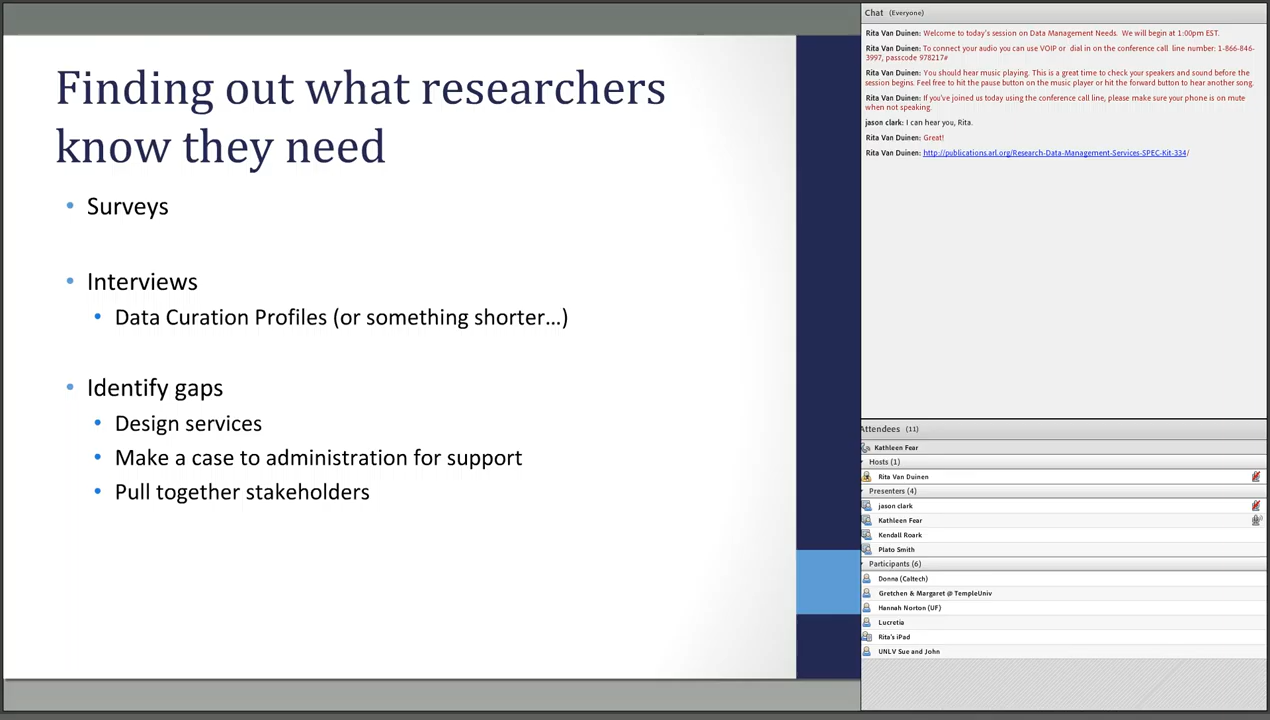 Finding out what researchers
know they need
• Surveys
• Interviews
• Data Curation Profiles (or something shorter…)
• Identify gaps
• Design services
• Make a case to administration for support
• Pull together stakeholders
Chat (Everyone)
Rita Van Duinen: Welcome to today's session on Data Management Needs. We will begin at 1:00pm EST.
Rita Van Duinen: To connect your audio you can use VOIP or dial in on the conference call line number: 1-866-846-
3997, passcode 978217#
Rita Van Duinen: You should hear music playing. This is a great time to check your speakers and sound before the
session begins. Feel free to hit the pause button on the music player or hit the forward button to hear another song.
Rita Van Duinen: If you've joined us today using the conference call line, please make sure your phone is on mute
when not speaking.
jason clark: I can hear you, Rita.
Rita Van Duinen: Great!
Rita Van Duinen: http://publications.arl.org/Research-Data-Management-Services-SPEC-Kit-334/
Attendees (11)
Kathleen Fear
Hosts (1)
Rita Van Duinen
Presenters (4)
jason clark
Kathleen Fear
Kendall Roark
Plato Smith
Participants (6)
Donna (Caltech)
Gretchen & Margaret @ TempleUniv
Hannah Norton (UF)
Lucretia
Rita's iPad
UNLV Sue and John